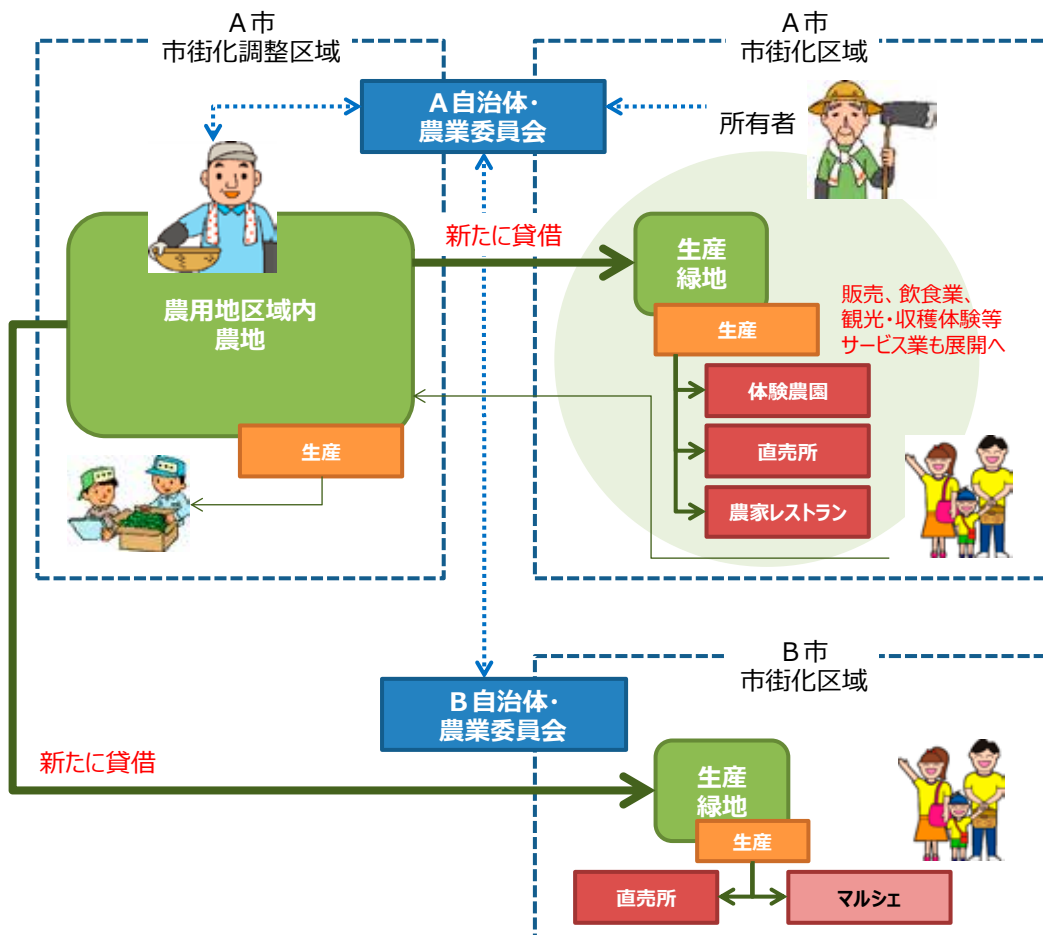 A市
市街化調整区域
A市
市街化区域
A自治体・
農業委員会
所有者
新たに貸借
生産
緑地
農用地区域内
農地
販売、飲食業、
観光・収穫体験等
サービス業も展開へ
生産
体験農園
生産
直売所
農家レストラン
B市
市街化区域
B自治体・
農業委員会
新たに貸借
生産
緑地
生産
直売所
マルシェ